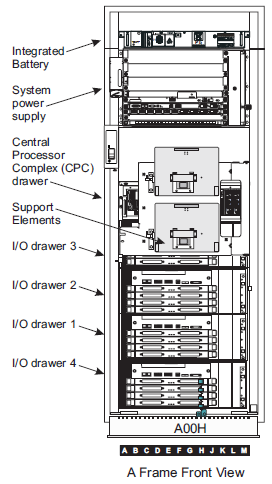 Integrated
Battery
System
power
supply
Central
Processor
Complex (CPC)
drawer
Support
Elements
I/O drawer 3
I/O drawer 2
I/O drawer 1
I/O drawer 4
A00H
A B C D E F G H J K L M
A Frame Front View